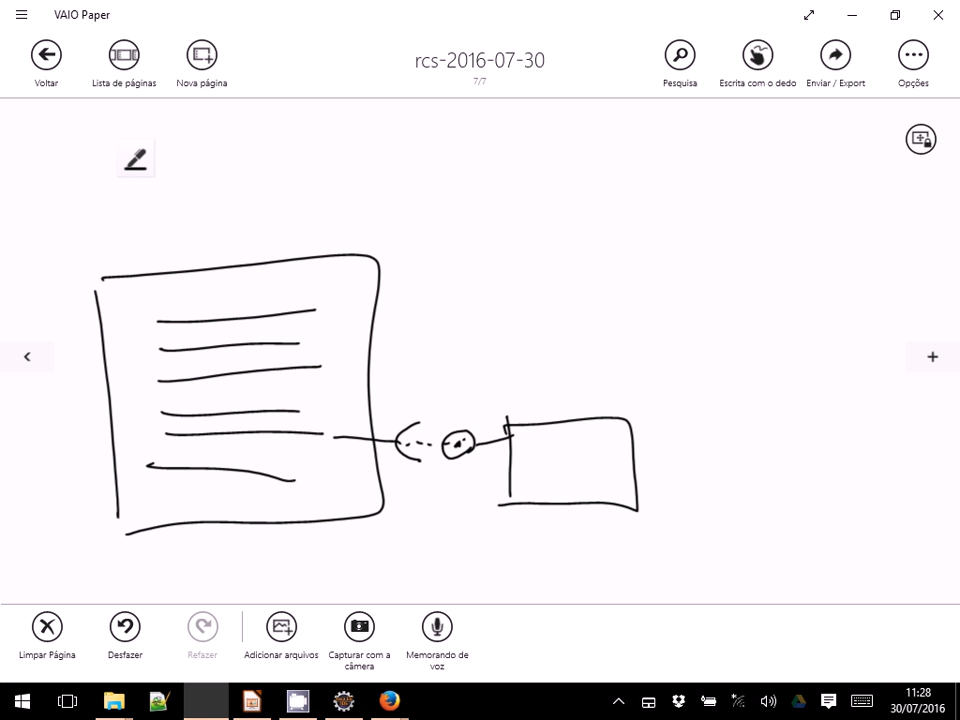 VAIO Paper
Voltar
Lista de páginas
Nova página
rcs-2016-07-30
7/7
Pesquisa
Escrita com o dedo
Enviar / Export
Opções
Limpar Página
Desfazer
Refazer
Adicionar arquivos
Capturar com a
câmera
Memorando de
voz
11:28
30/07/2016